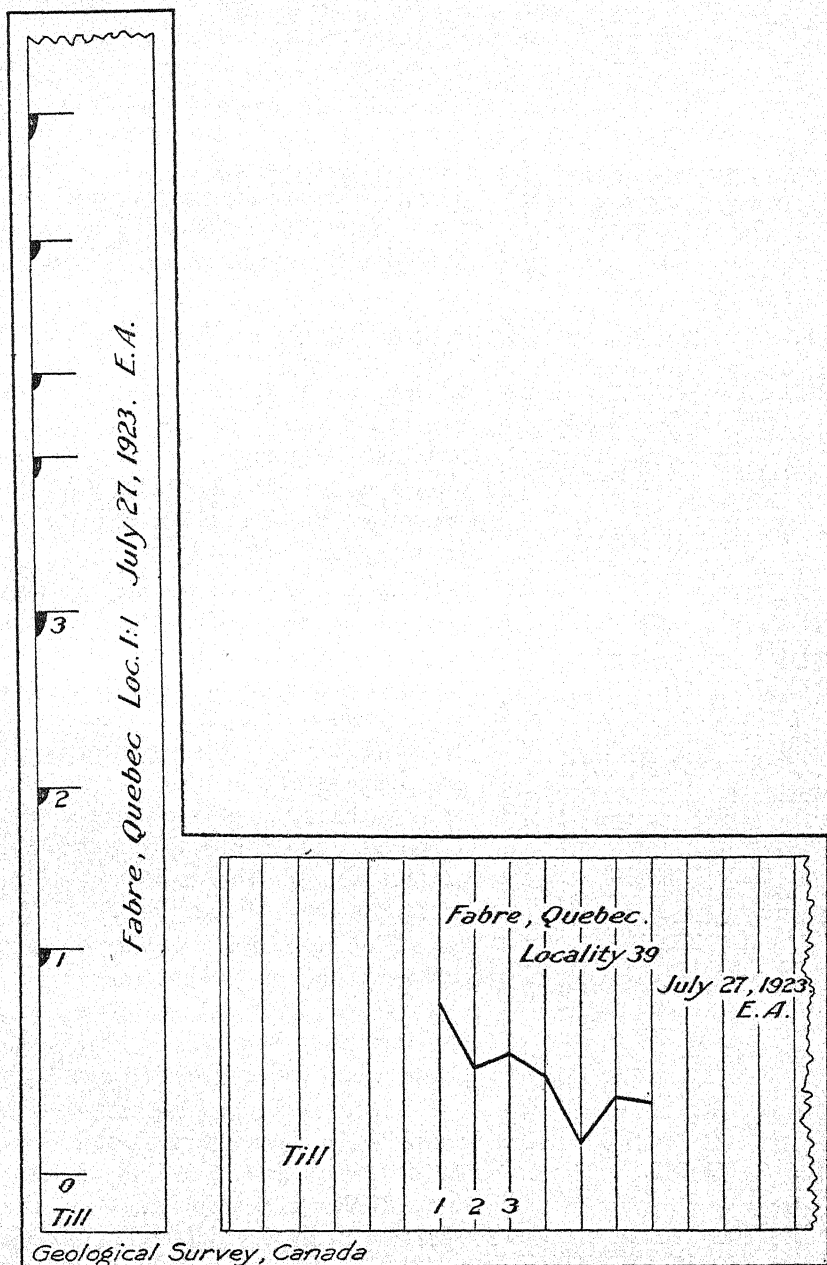 3
2
1
0
Till
Fabre, Quebec Loc. 1:1 July 27, 1923. E.A.
Fabre, Quebec.
Locality 39
July 27, 1923
E.A.
Till
1 2 3
Geological Survey, Canada